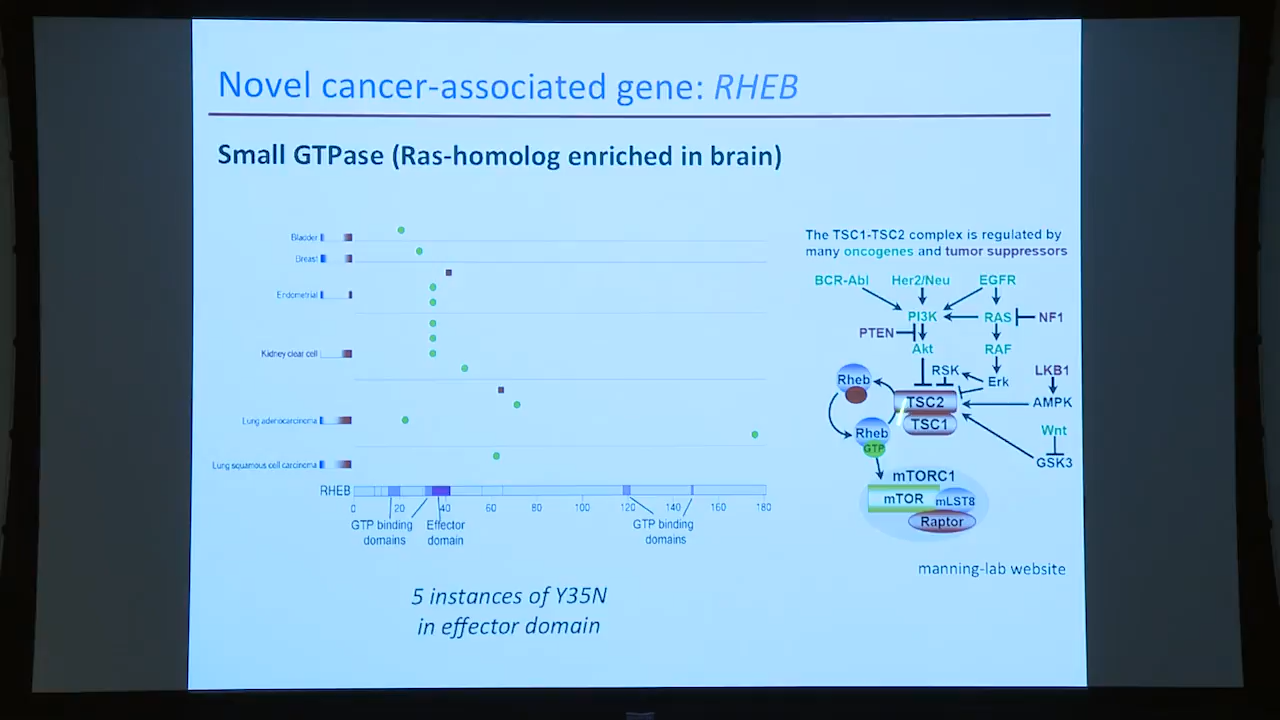 Novel cancer-associated gene: RHEB
Small GTPase (Ras-homolog enriched in brain)
Bladder
Breast
Endometrial
Kidney clear cell
Lung adenocarcinoma
Lung squamous cell carcinoma
RHEB
0 20 40 60 80 100 120 140 160 180
GTP binding
domains
Effector
domain
GTP binding
domains
5 instances of Y35N
in effector domain
The TSC1-TSC2 complex is regulated by
many oncogenes and tumor suppressors
BCR-Abl Her2/Neu EGFR
PI3K RAS NF1
PTEN
Akt RAF
RSK Erk LKB1
Rheb
TSC2 AMPK
TSC1
Rheb
GTP
Wnt
GSK3
mTORC1
mTOR mLST8
Raptor
manning-lab website